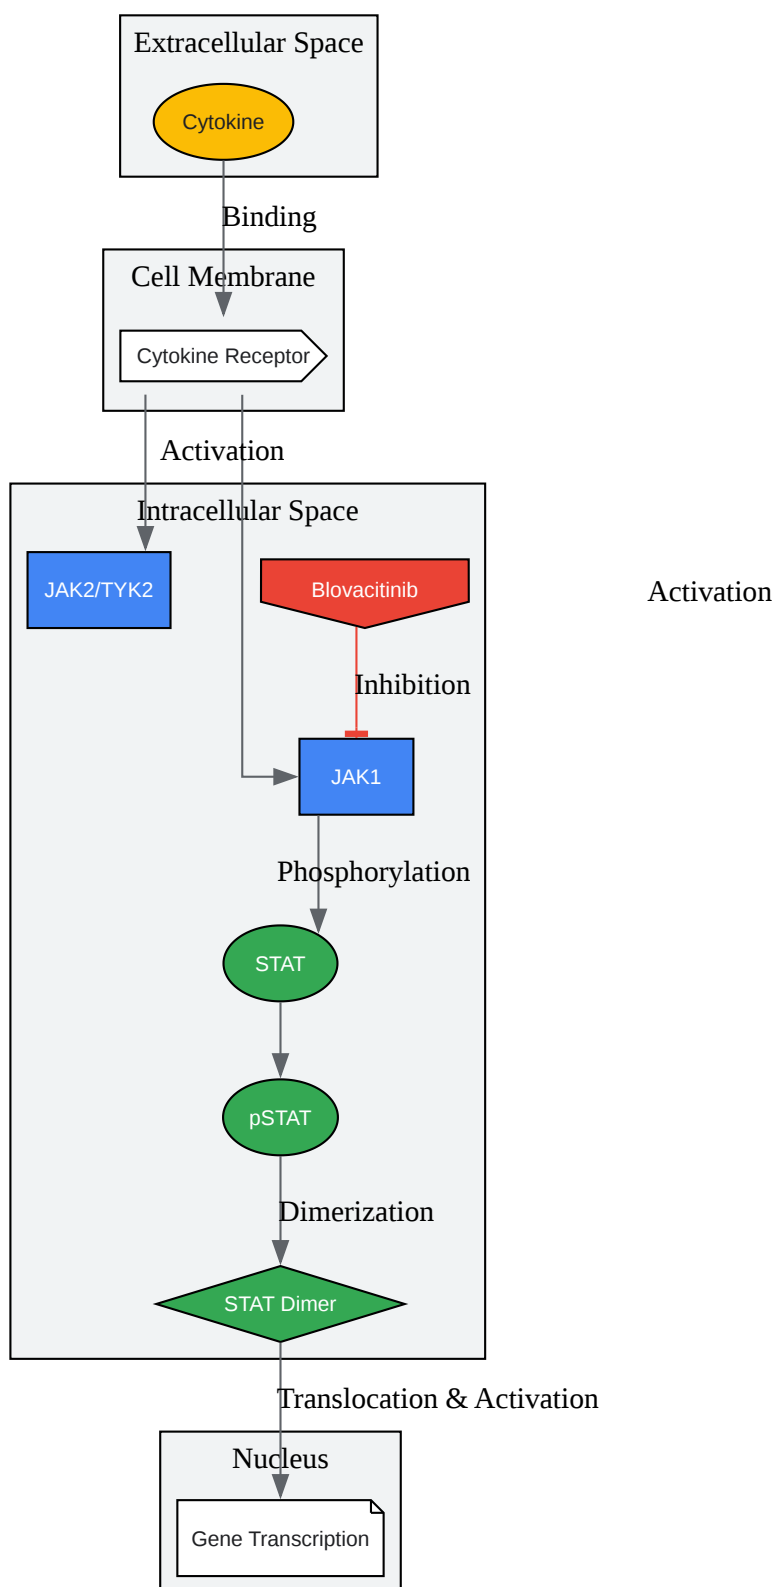 Extracellular Space
Cytokine
Binding
Cell Membrane
Cytokine Receptor
Activation
Intracellular Space
JAK2/TYK2
Blovacitinib
Activation
Inhibition
JAK1
Phosphorylation
STAT
pSTAT
Dimerization
STAT Dimer
Translocation & Activation
Nucleus
Gene Transcription